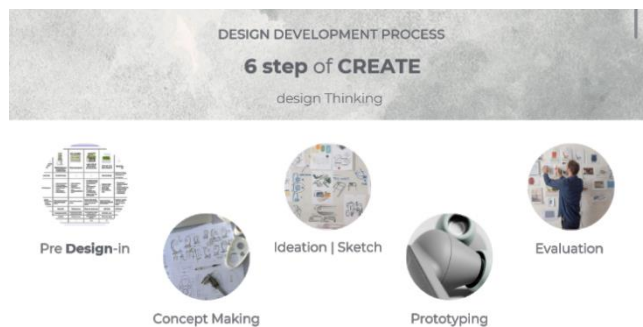 DESIGN DEVELOPMENT PROCESS
6 step of CREATE
design Thinking
Pre Design-in
Concept Making
Ideation | Sketch
Prototyping
Evaluation